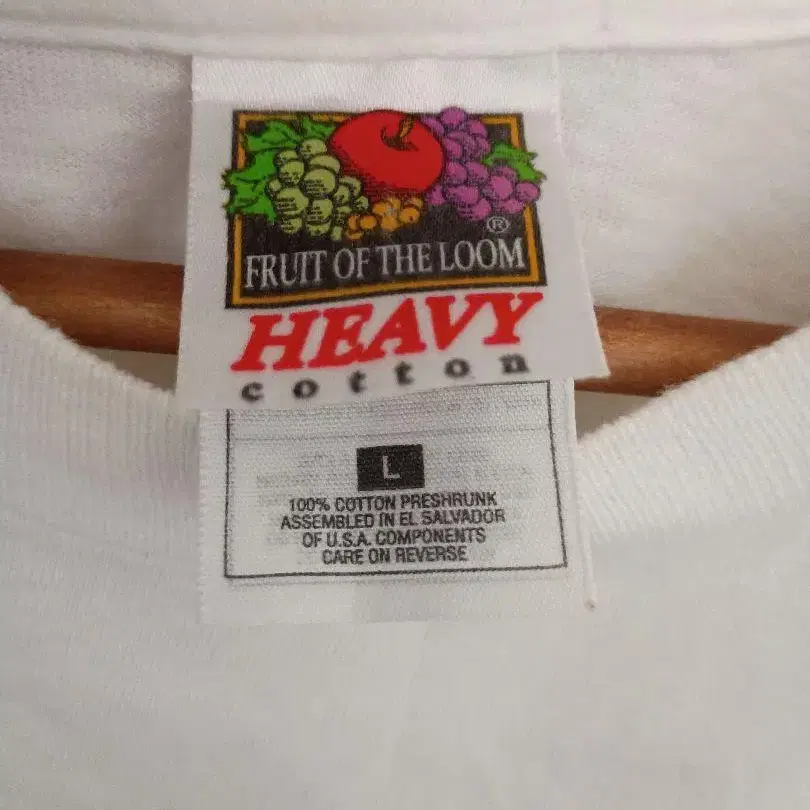 ®
FRUIT OF THE LOOM
HEAVY
cotton
L
100% COTTON PRESHRUNK
ASSEMBLED IN EL SALVADOR
OF U.S.A. COMPONENTS
CARE ON REVERSE